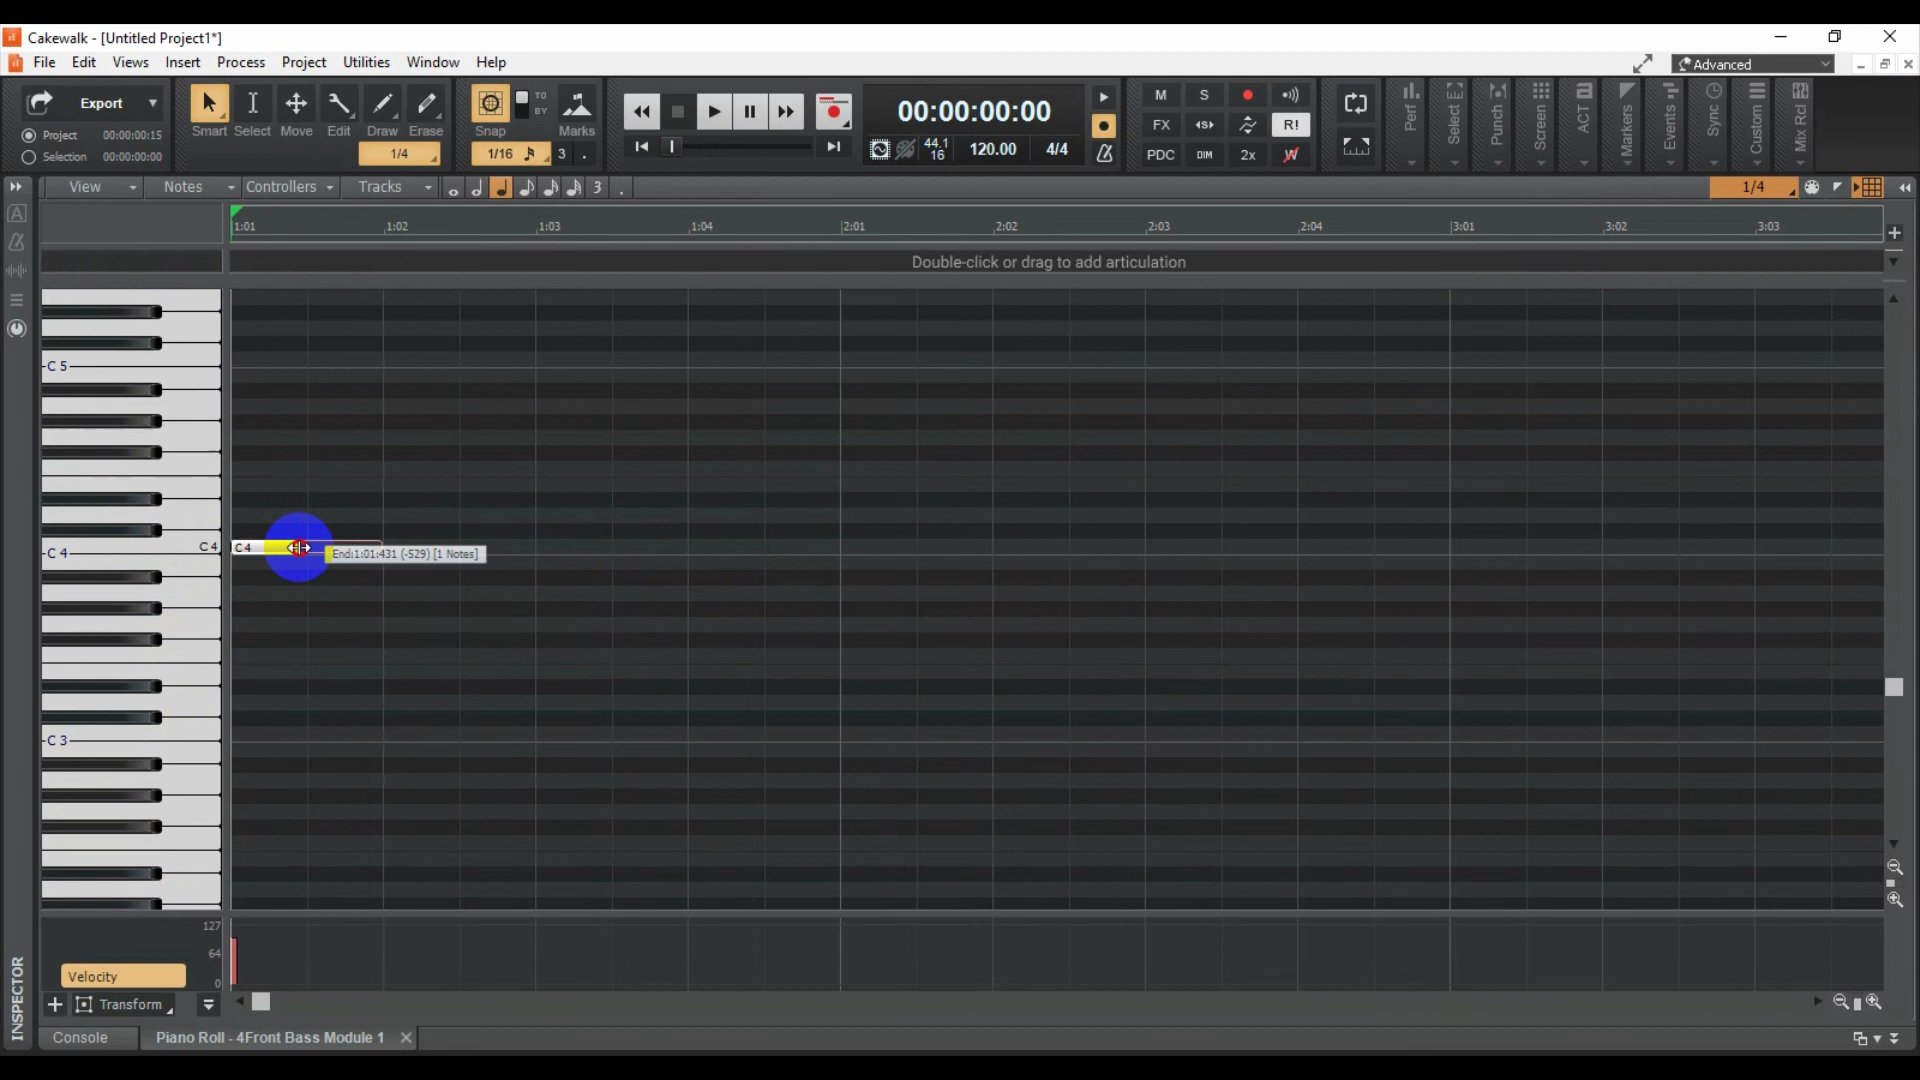 Cakewalk - [Untitled Project1*]
File Edit Views Insert Process Project Utilities Window Help
Advanced
Export
Project 00:00:00:15
Selection 00:00:00:00
Smart Select Move Edit Draw Erase
1/4
Snap TO BY Marks
1/16 3 .
00:00:00:00
44.1 16 120.00 4/4
M S
FX <S> R!
PDC DIM 2x W
Perf Select Punch Screen ACT Markers Events Sync Custom Mix Rcl
View Notes Controllers Tracks 3 . 1/4
1:01 1:02 1:03 1:04 2:01 2:02 2:03 2:04 3:01 3:02 3:03
Double-click or drag to add articulation
C 5
C 4 C 4 C 4
End:1:01:431 (-529) [1 Notes]
C 3
127
64
0
Velocity
Transform
INSPECTOR
Console Piano Roll - 4Front Bass Module 1